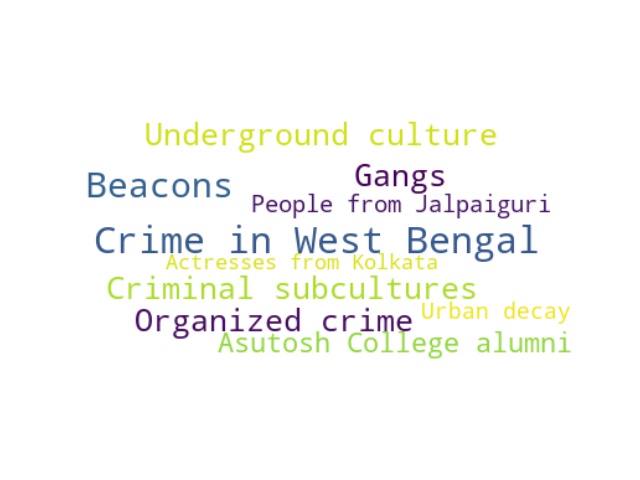 Underground culture
Gangs
Beacons
People from Jalpaiguri
Crime in West Bengal
Actresses from Kolkata
Criminal subcultures
Urban decay
Organized crime
Asutosh College alumni